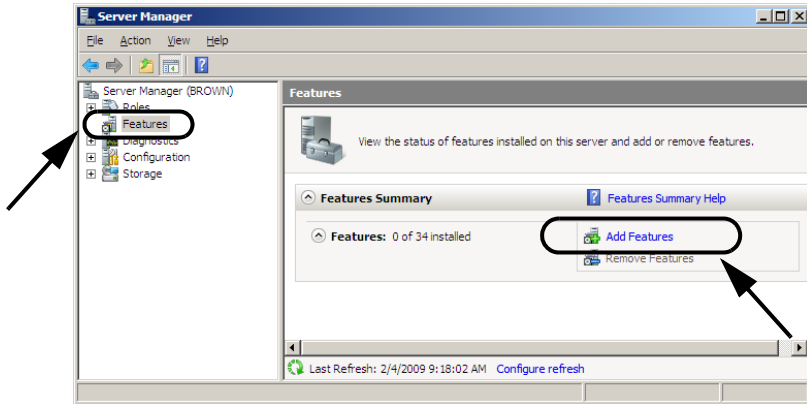 Server Manager
File Action View Help
Server Manager (BROWN)
Roles
Features
Diagnostics
Configuration
Storage
Features
View the status of features installed on this server and add or remove features.
Features Summary
Features Summary Help
Features: 0 of 34 installed
Add Features
Remove Features
Last Refresh: 2/4/2009 9:18:02 AM Configure refresh